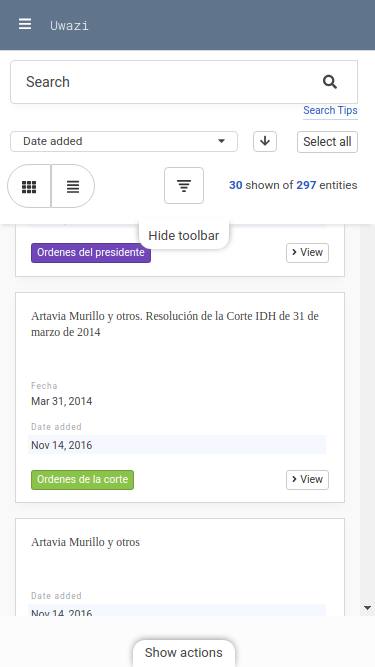 Uwazi
Search
Search Tips
Date added
Select all
30 shown of 297 entities
Hide toolbar
Ordenes del presidente
View
Artavia Murillo y otros. Resolución de la Corte IDH de 31 de
marzo de 2014
Fecha
Mar 31, 2014
Date added
Nov 14, 2016
Ordenes de la corte
View
Artavia Murillo y otros
Date added
Nov 14, 2016
Show actions